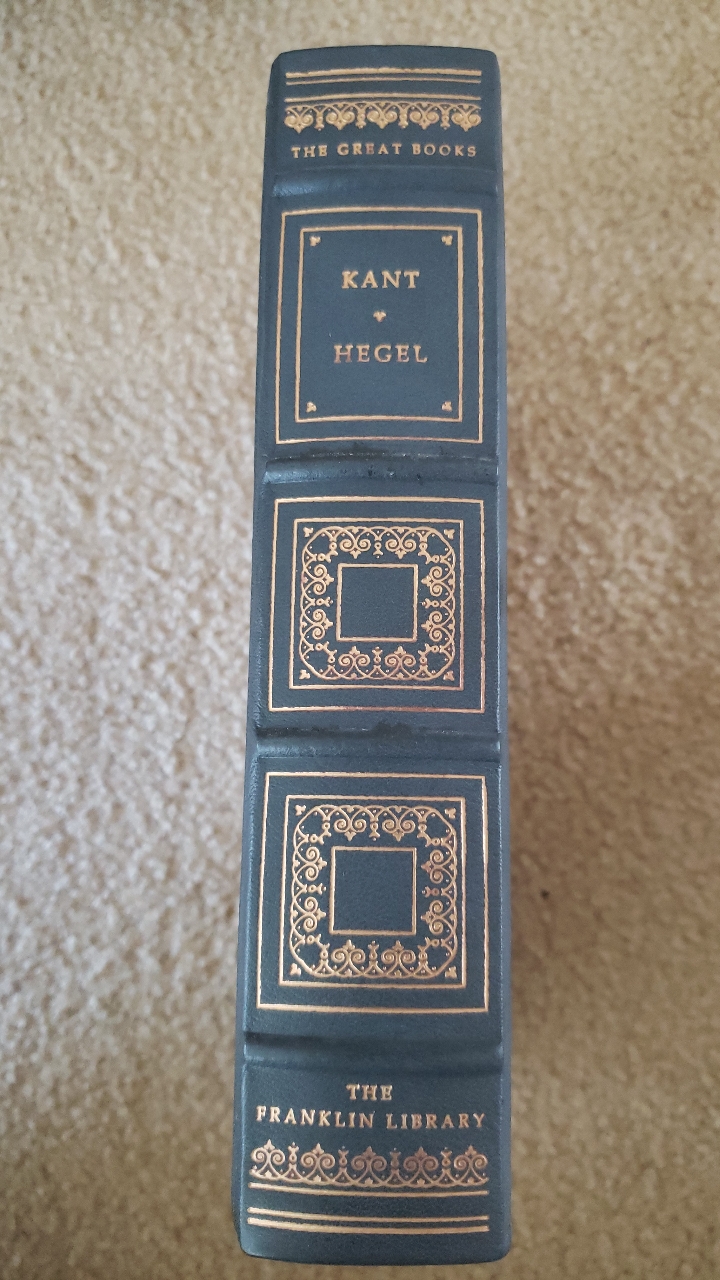 THE GREAT BOOKS
KANT
HEGEL
THE
FRANKLIN LIBRARY